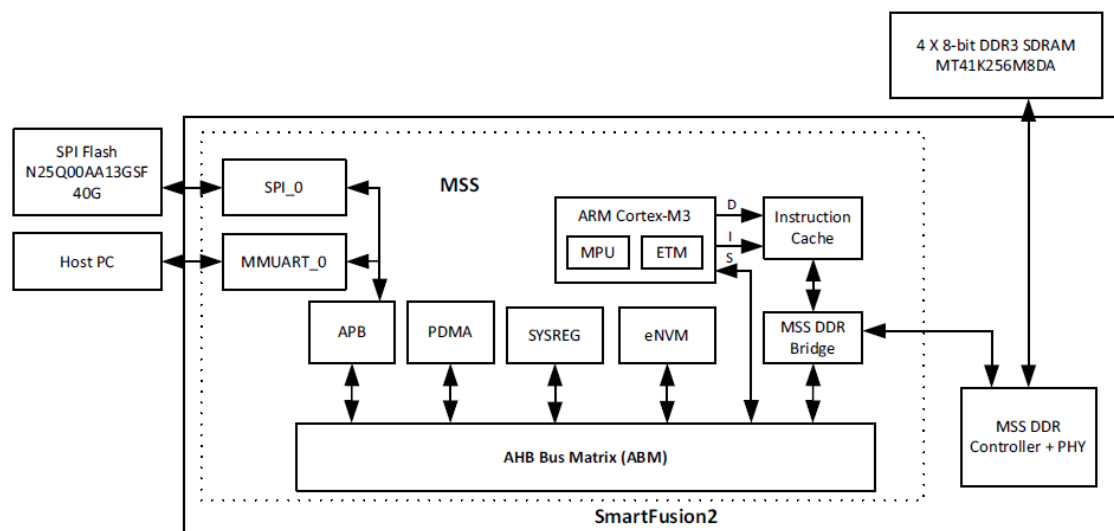 4 X 8-bit DDR3 SDRAM
MT41K256M8DA
SPI Flash
N25Q00AA13GSF
40G
SPI_0
MSS
ARM Cortex-M3
MPU
ETM
D
I
S
Instruction
Cache
Host PC
MMUART_0
APB
PDMA
SYSREG
eNVM
MSS DDR
Bridge
MSS DDR
Controller + PHY
AHB Bus Matrix (ABM)
SmartFusion2